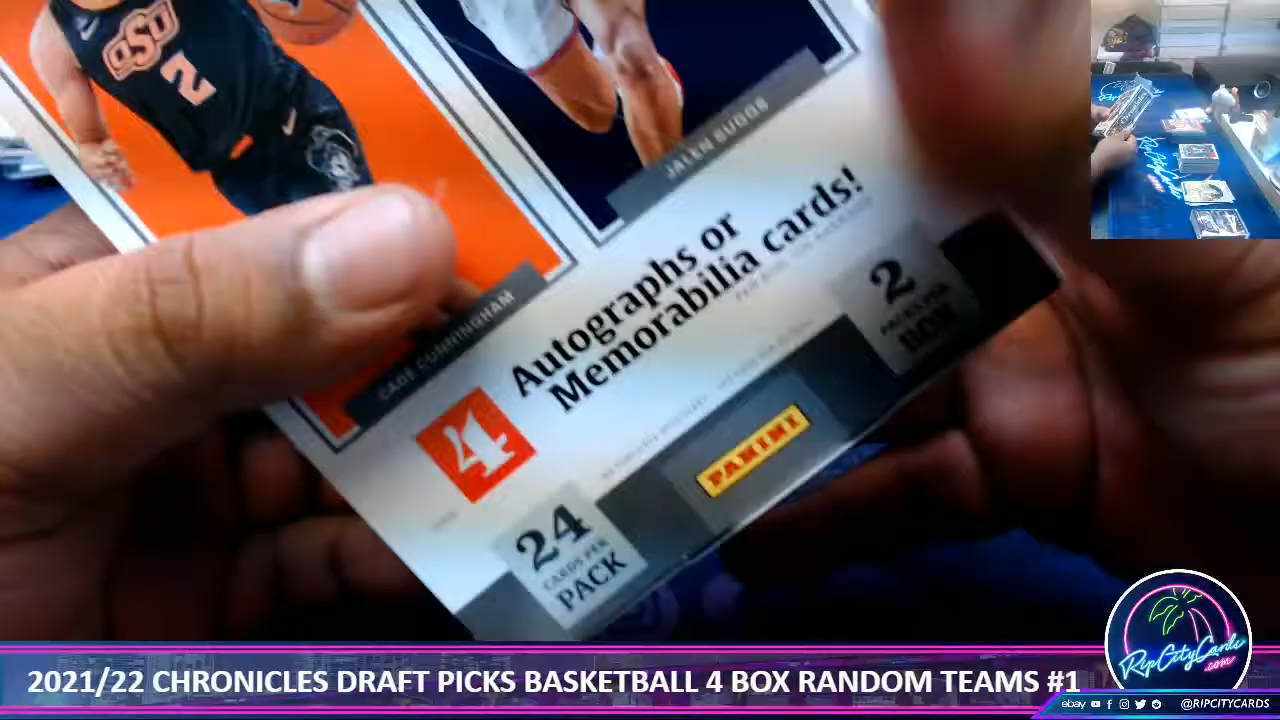 OSU
2
JALEN SUGGS
CADE CUNNINGHAM
4
Autographs or
Memorabilia cards!
2
PACKS PER
BOX
24
CARDS PER
PACK
PANINI
RipCityCards
.com
2021/22 CHRONICLES DRAFT PICKS BASKETBALL 4 BOX RANDOM TEAMS #1
ebay
@RIPCITYCARDS